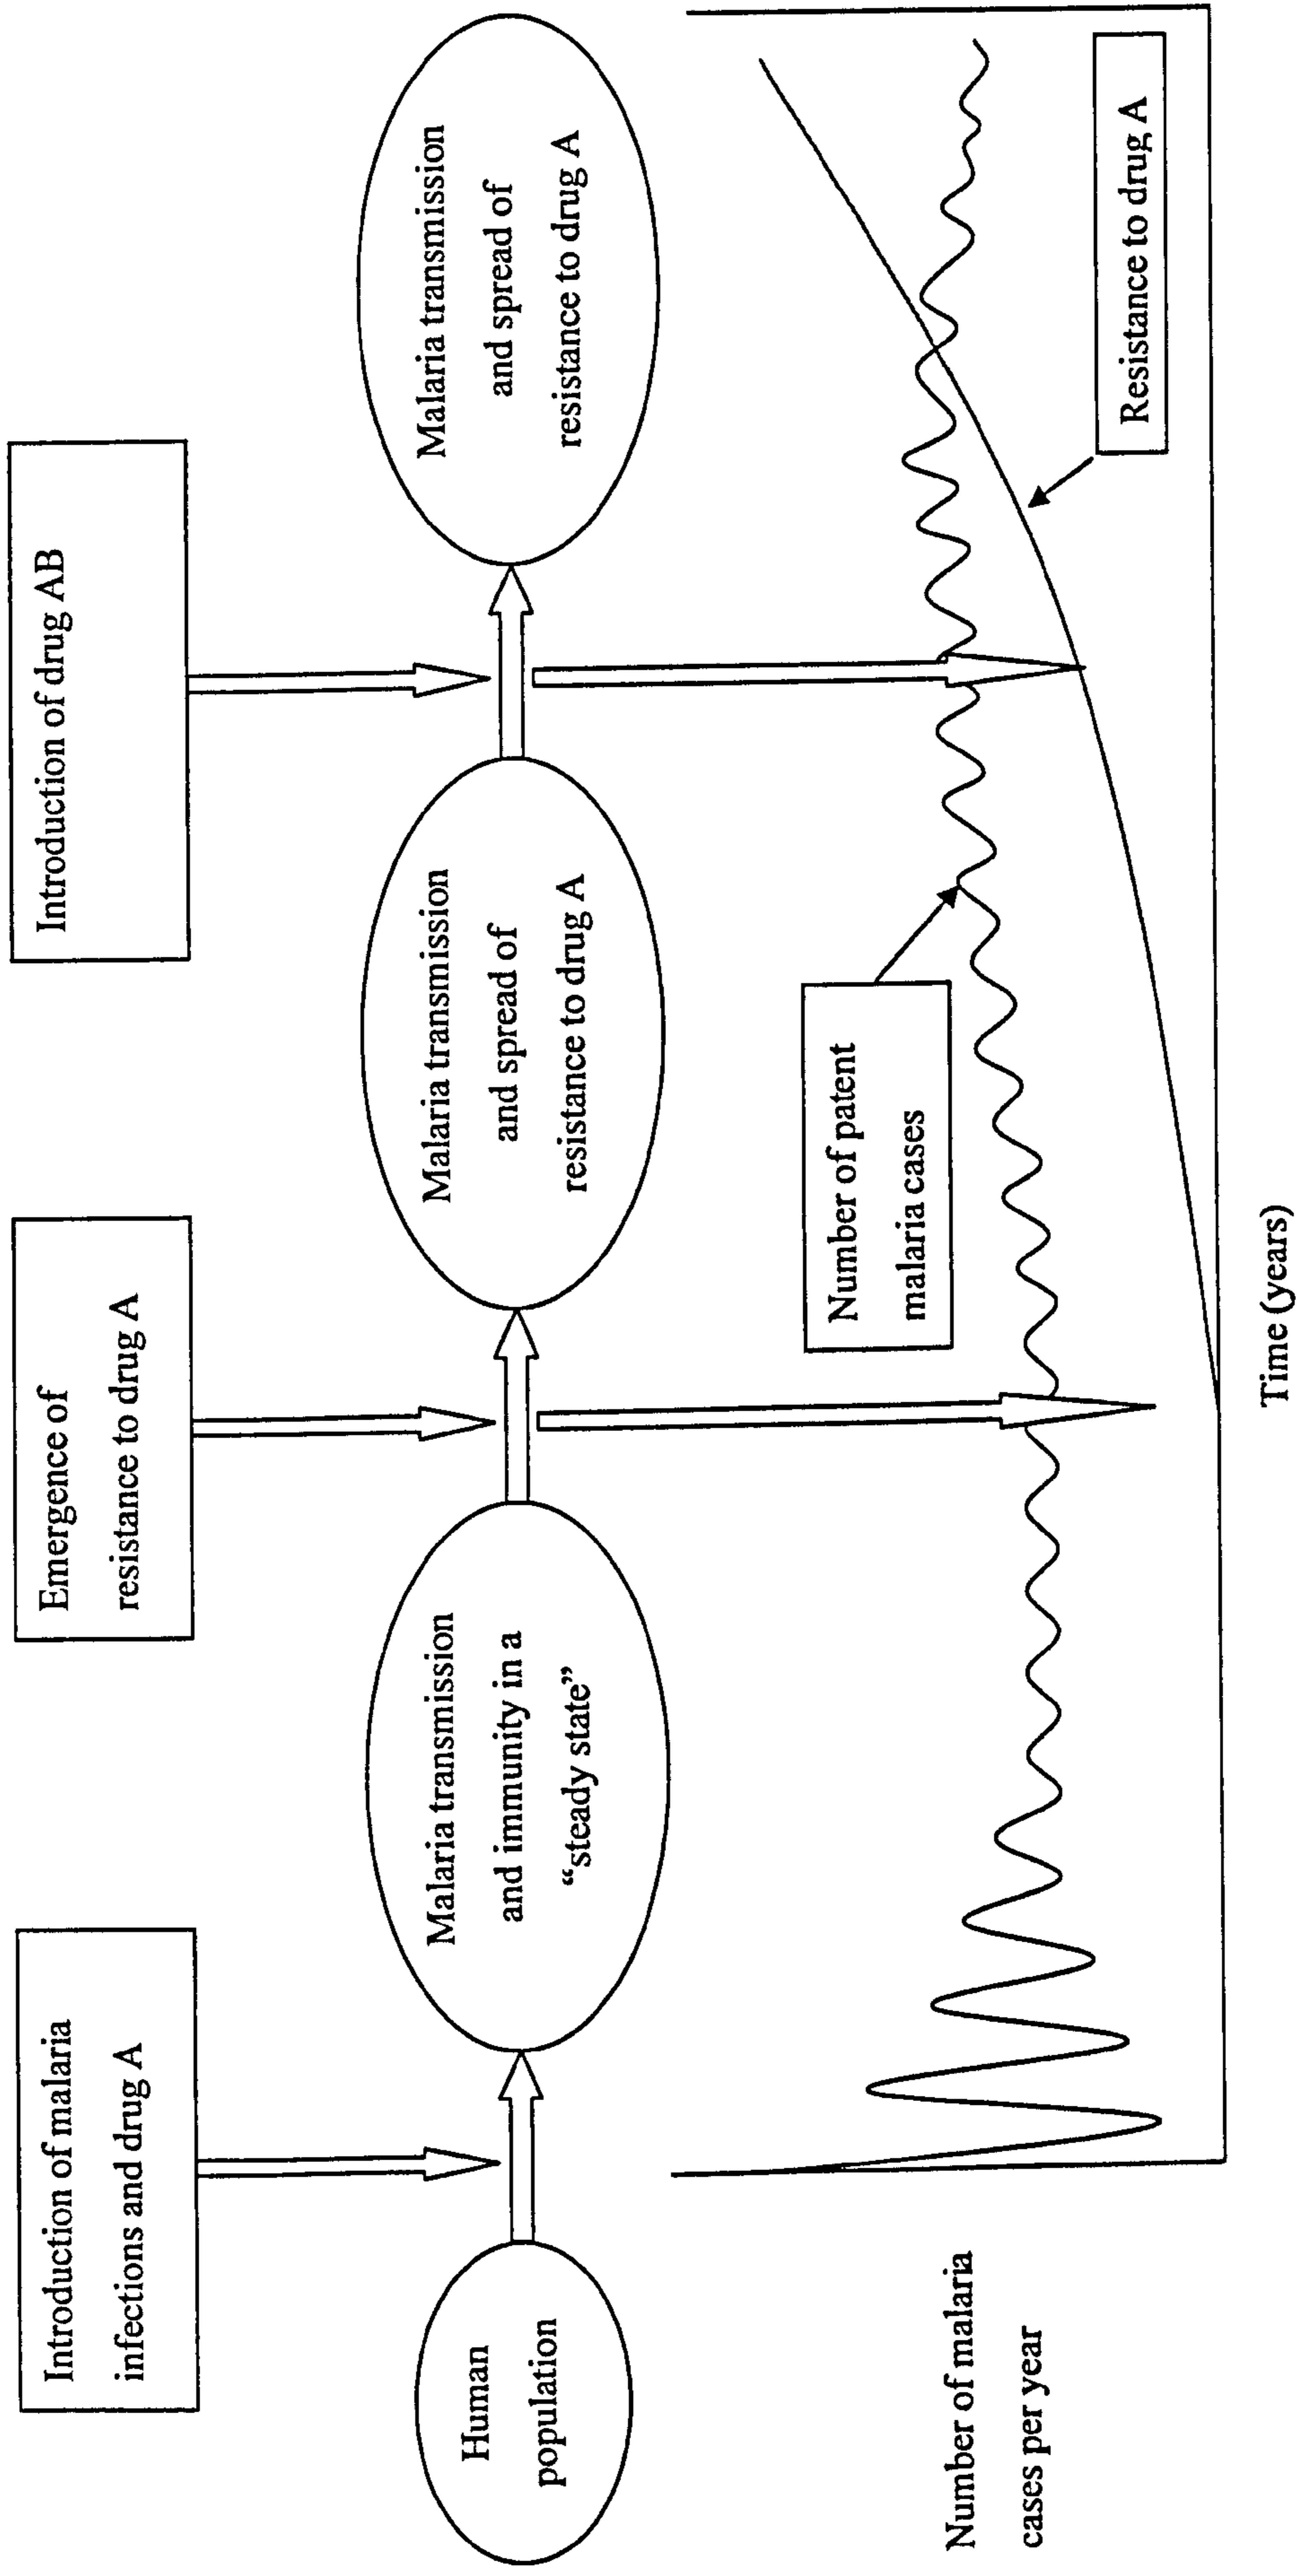 Introduction of malaria
infections and drug A
Emergence of
resistance to drug A
Introduction of drug AB
Human
population
Malaria transmission
and immunity in a
“steady state”
Malaria transmission
and spread of
resistance to drug A
Malaria transmission
and spread of
resistance to drug A
Number of malaria
cases per year
Number of patent
malaria cases
Resistance to drug A
Time (years)